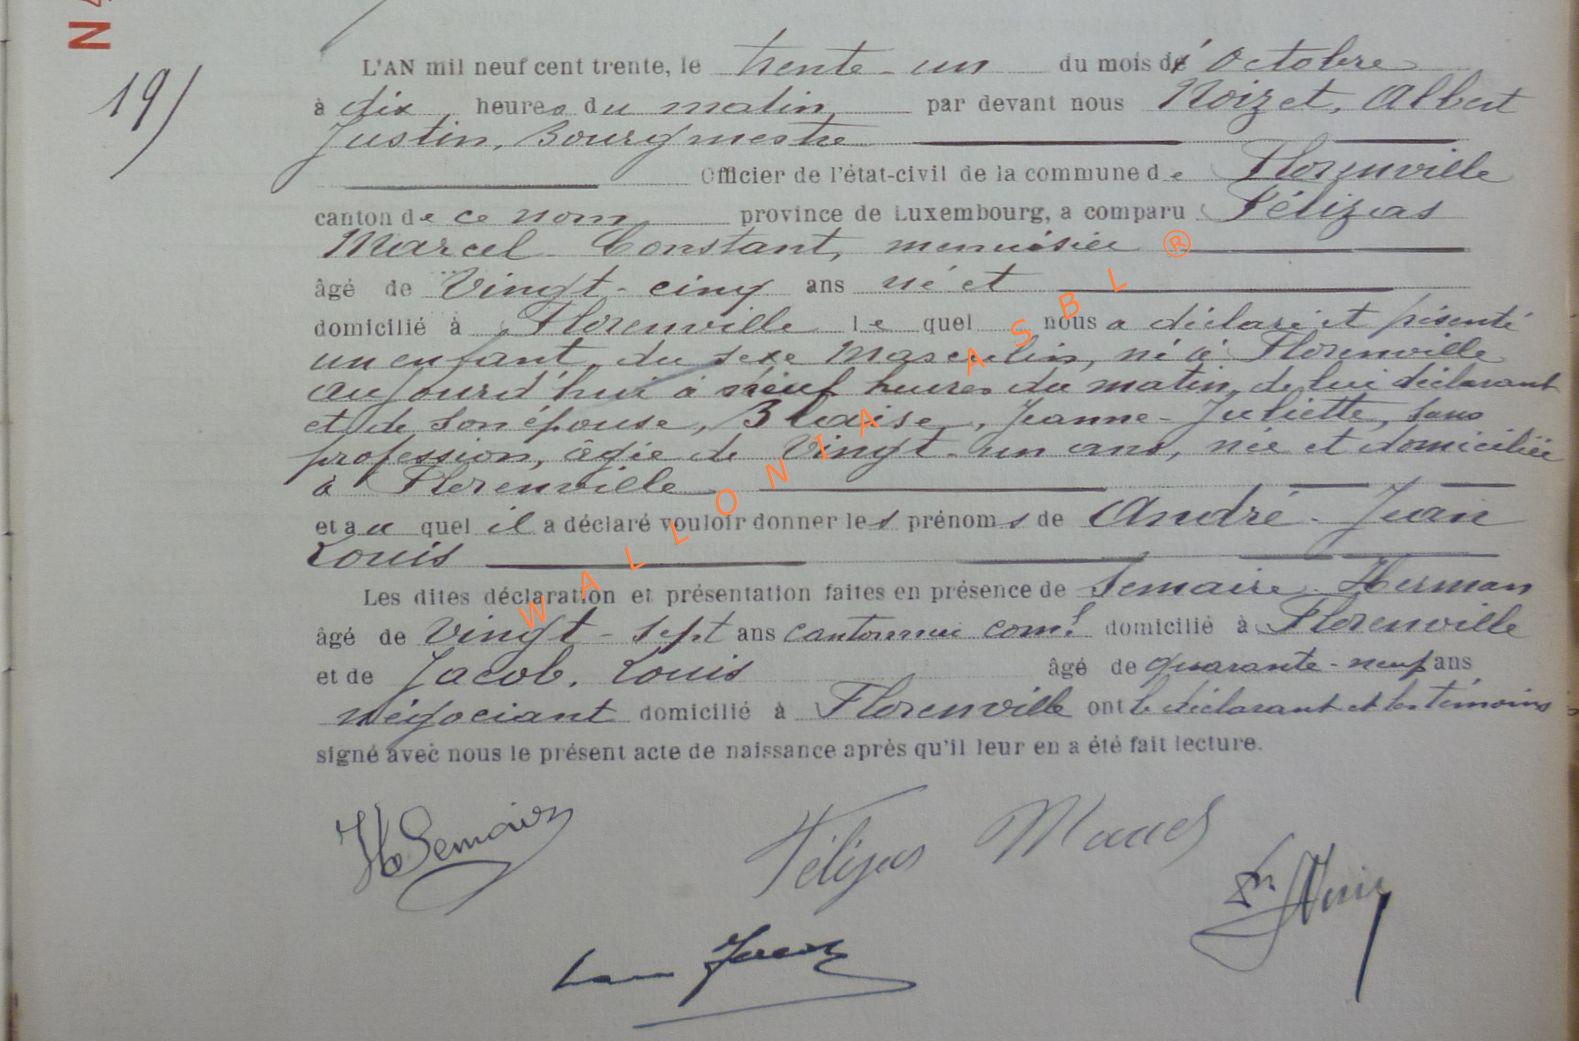 N
19/
L'AN mil neuf cent trente, le trente-un du mois d'Octobre
à dix heures du matin par devant nous Noizet, Albert
Justin, Bourgmestre
Officier de l'état-civil de la commune de Florenville
canton de ce nom province de Luxembourg, a comparu Félizas
Marcel Constant, menuisier ®
âgé de Vingt-cinq ans né et
domicilié à Florenville le quel nous a déclaré et présenté
un enfant du sexe Masculin, né à Florenville
aujourd'hui à neuf heures du matin, de lui déclarant
et de son épouse, Blaise, Jeanne-Juliette, sans
profession, âgée de Vingt-un ans, née et domiciliée
à Florenville
et au quel il a déclaré vouloir donner les prénoms de André-Jean
Louis
Les dites déclaration et présentation faites en présence de Semaire Herman
âgé de Vingt-sept ans cantonnier com! domicilié à Florenville
et de Jacob, Louis âgé de quarante-neuf ans
négociant domicilié à Florenville ont le déclarant et les témoins
signé avec nous le présent acte de naissance après qu'il leur en a été fait lecture.
WALLONIA ASBL
H Semaire Félizas Marcel
Jacob